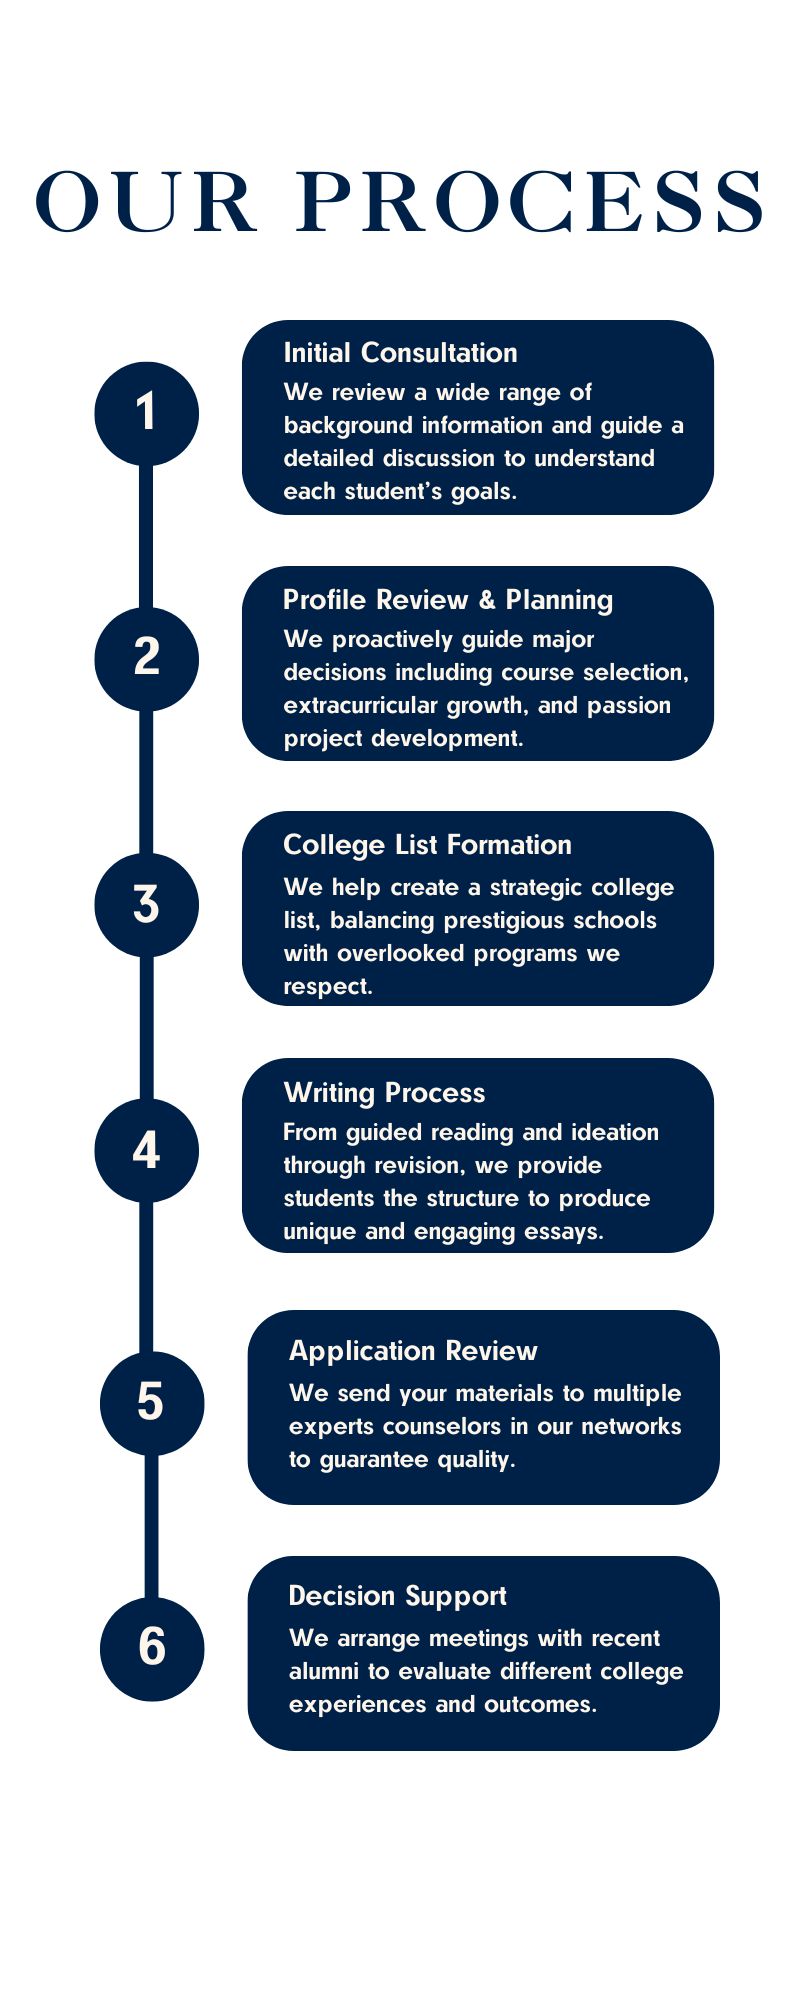 OUR PROCESS
1
Initial Consultation
We review a wide range of
background information and guide a
detailed discussion to understand
each student's goals.
2
Profile Review & Planning
We proactively guide major
decisions including course selection,
extracurricular growth, and passion
project development.
3
College List Formation
We help create a strategic college
list, balancing prestigious schools
with overlooked programs we
respect.
4
Writing Process
From guided reading and ideation
through revision, we provide
students the structure to produce
unique and engaging essays.
5
Application Review
We send your materials to multiple
experts counselors in our networks
to guarantee quality.
6
Decision Support
We arrange meetings with recent
alumni to evaluate different college
experiences and outcomes.